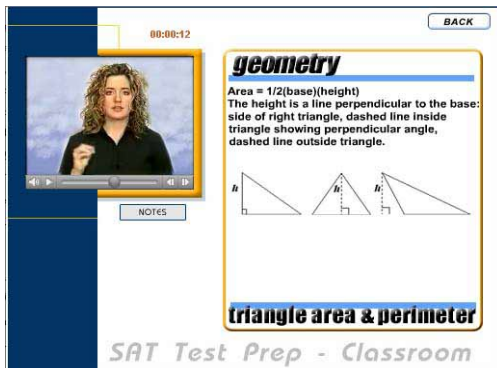 BACK
00:00:12
geometry
Area = 1/2(base)(height)
The height is a line perpendicular to the base:
side of right triangle, dashed line inside
triangle showing perpendicular angle,
dashed line outside triangle.
h h h
NOTES
triangle area & perimeter
SAT Test Prep - Classroom